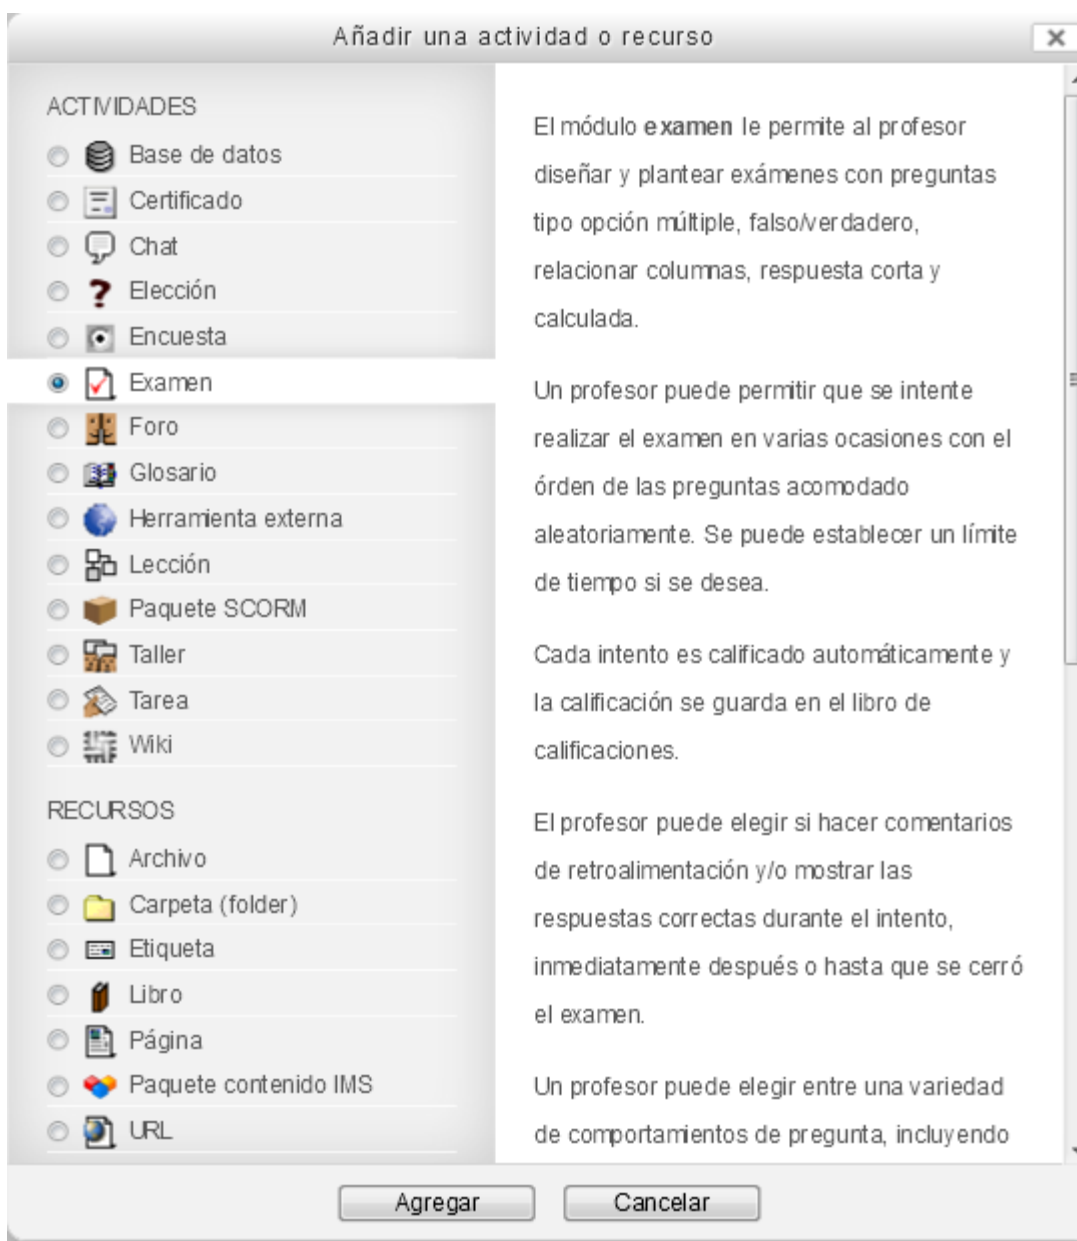 Añadir una actividad o recurso
ACTIVIDADES
Base de datos
Certificado
Chat
Elección
Encuesta
Examen
Foro
Glosario
Herramienta externa
Lección
Paquete SCORM
Taller
Tarea
Wiki
RECURSOS
Archivo
Carpeta (folder)
Etiqueta
Libro
Página
Paquete contenido IMS
URL
El módulo examen le permite al profesor
diseñar y plantear exámenes con preguntas
tipo opción múltiple, falso/verdadero,
relacionar columnas, respuesta corta y
calculada.
Un profesor puede permitir que se intente
realizar el examen en varias ocasiones con el
órden de las preguntas acomodado
aleatoriamente. Se puede establecer un límite
de tiempo si se desea.
Cada intento es calificado automáticamente y
la calificación se guarda en el libro de
calificaciones.
El profesor puede elegir si hacer comentarios
de retroalimentación y/o mostrar las
respuestas correctas durante el intento,
inmediatamente después o hasta que se cerró
el examen.
Un profesor puede elegir entre una variedad
de comportamientos de pregunta, incluyendo
Agregar
Cancelar